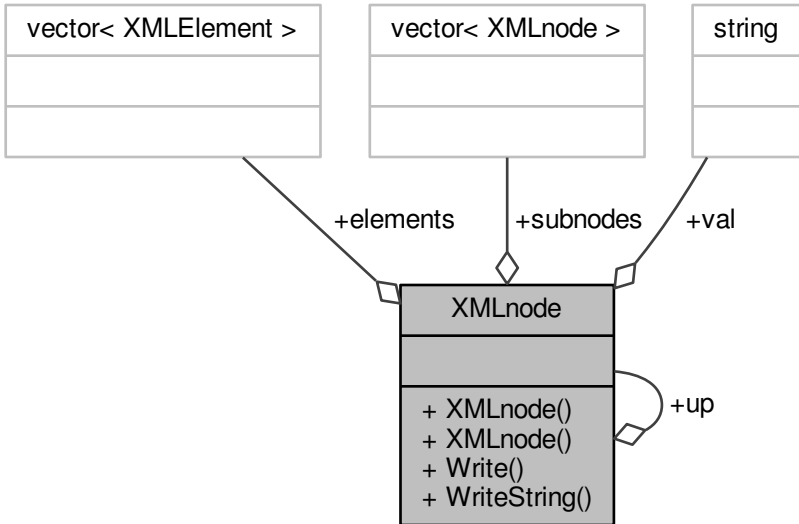 vector< XMLElement >
vector< XMLnode >
string
+elements
+subnodes
+val
XMLnode
+ XMLnode()
+ XMLnode()
+ Write()
+ WriteString()
+up